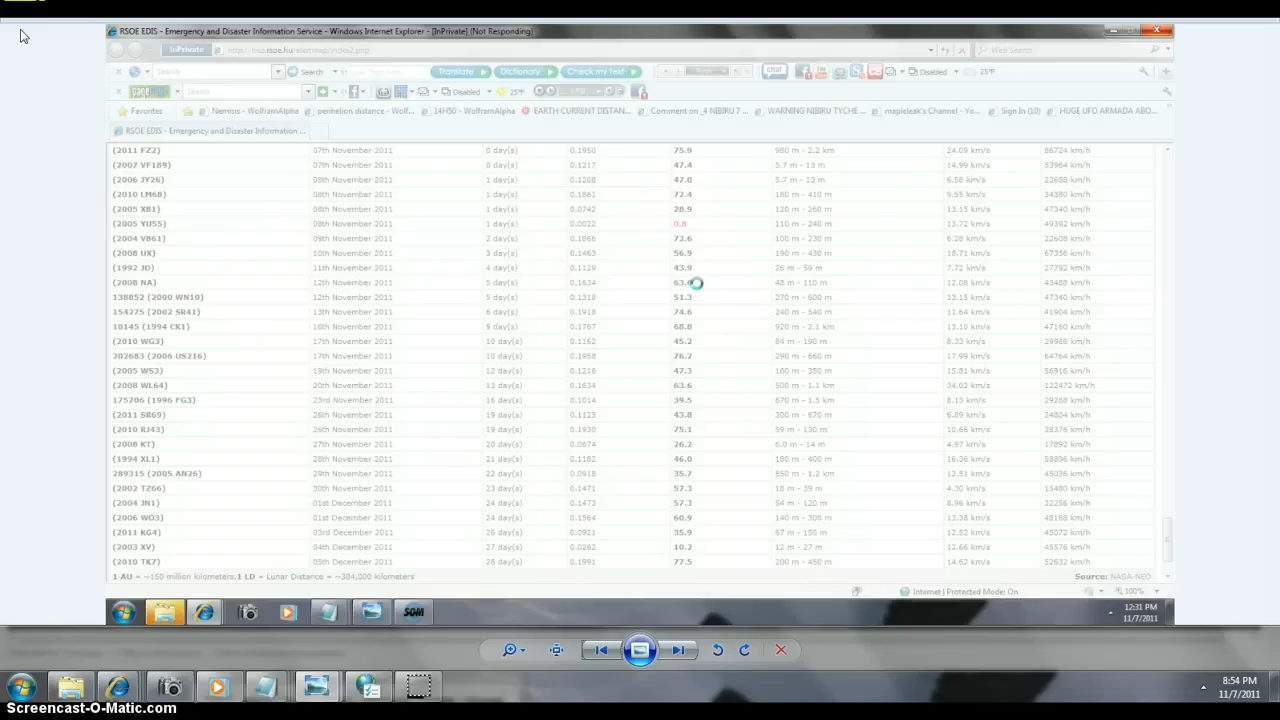 RSOE EDIS - Emergency and Disaster Information Service - Windows Internet Explorer - [InPrivate] (Not Responding)
InPrivate Web Search
Search Search Translate Dictionary Check my text chat Disabled 25°F
Search Disabled 25°F
Favorites Nemisis - WolframAlpha perihelion distance - Wolf... 14H50 - WolframAlpha EARTH CURRENT DISTAN... Comment on _4 NIBIRU 7 ... WARNING!NIBIRU TYCHE ... mapleleak's Channel - Yo... Sign In (10) HUGE UFO ARMADA ABO...
RSOE EDIS - Emergency and Disaster Information ...
(2011 FZ2) 07th November 2011 0 day(s) 0.1950 75.9 980 m - 2.2 km 24.09 km/s 86724 km/h
(2007 VF189) 07th November 2011 0 day(s) 0.1217 47.4 5.7 m - 13 m 14.99 km/s 53964 km/h
(2006 JY26) 08th November 2011 1 day(s) 0.1208 47.0 5.7 m - 13 m 6.58 km/s 23688 km/h
(2010 LM68) 08th November 2011 1 day(s) 0.1861 72.4 180 m - 410 m 9.55 km/s 34380 km/h
(2005 XB1) 08th November 2011 1 day(s) 0.0742 28.9 120 m - 260 m 13.15 km/s 47340 km/h
(2005 YU55) 08th November 2011 1 day(s) 0.0022 0.8 110 m - 240 m 13.72 km/s 49392 km/h
(2004 VB61) 09th November 2011 2 day(s) 0.1866 72.6 100 m - 230 m 6.28 km/s 22608 km/h
(2008 UX) 10th November 2011 3 day(s) 0.1463 56.9 190 m - 430 m 18.71 km/s 67356 km/h
(1992 JD) 11th November 2011 4 day(s) 0.1129 43.9 26 m - 59 m 7.72 km/s 27792 km/h
(2008 NA) 12th November 2011 5 day(s) 0.1634 48 m - 110 m 12.08 km/s 43488 km/h
138852 (2000 WN10) 12th November 2011 5 day(s) 0.1318 51.3 270 m - 600 m 13.15 km/s 47340 km/h
154275 (2002 SR41) 13th November 2011 6 day(s) 0.1918 74.6 240 m - 540 m 11.64 km/s 41904 km/h
10145 (1994 CK1) 16th November 2011 9 day(s) 0.1767 68.8 920 m - 2.1 km 13.10 km/s 47160 km/h
(2010 WG3) 17th November 2011 10 day(s) 0.1162 45.2 84 m - 190 m 8.33 km/s 29988 km/h
202683 (2006 US216) 17th November 2011 10 day(s) 0.1958 76.2 290 m - 660 m 17.99 km/s 64764 km/h
(2005 WS3) 19th November 2011 12 day(s) 0.1216 47.3 160 m - 350 m 15.81 km/s 56916 km/h
(2008 WL64) 20th November 2011 13 day(s) 0.1634 63.6 500 m - 1.1 km 34.02 km/s 122472 km/h
175706 (1996 FG3) 23rd November 2011 16 day(s) 0.1014 39.5 670 m - 1.5 km 8.13 km/s 29268 km/h
(2011 SR69) 26th November 2011 19 day(s) 0.1125 43.8 300 m - 670 m 6.89 km/s 24804 km/h
(2010 RJ43) 26th November 2011 19 day(s) 0.1930 75.1 59 m - 130 m 10.66 km/s 38376 km/h
(2008 KT) 27th November 2011 20 day(s) 0.0674 26.2 6.0 m - 14 m 4.97 km/s 17892 km/h
(1994 XL1) 28th November 2011 21 day(s) 0.1182 46.0 180 m - 400 m 16.36 km/s 58896 km/h
289315 (2005 AN26) 29th November 2011 22 day(s) 0.0918 35.7 550 m - 1.2 km 12.51 km/s 45036 km/h
(2002 TZ66) 30th November 2011 23 day(s) 0.1471 57.3 18 m - 39 m 4.30 km/s 15480 km/h
(2004 JN1) 01st December 2011 24 day(s) 0.1473 57.3 54 m - 120 m 8.96 km/s 32256 km/h
(2006 WO3) 01st December 2011 24 day(s) 0.1564 60.9 140 m - 300 m 13.38 km/s 48168 km/h
(2011 KG4) 03rd December 2011 26 day(s) 0.0921 35.9 67 m - 150 m 12.52 km/s 45072 km/h
(2003 XV) 04th December 2011 27 day(s) 0.0262 10.2 12 m - 27 m 12.66 km/s 45576 km/h
(2010 TK7) 05th December 2011 28 day(s) 0.1991 77.5 200 m - 450 m 14.62 km/s 52632 km/h
1 AU = ~150 million kilometers,1 LD = Lunar Distance = ~384,000 kilometers Source: NASA-NEO
Internet | Protected Mode: On 100%
SOM 12:31 PM
11/7/2011
8:54 PM
11/7/2011
Screencast-O-Matic.com